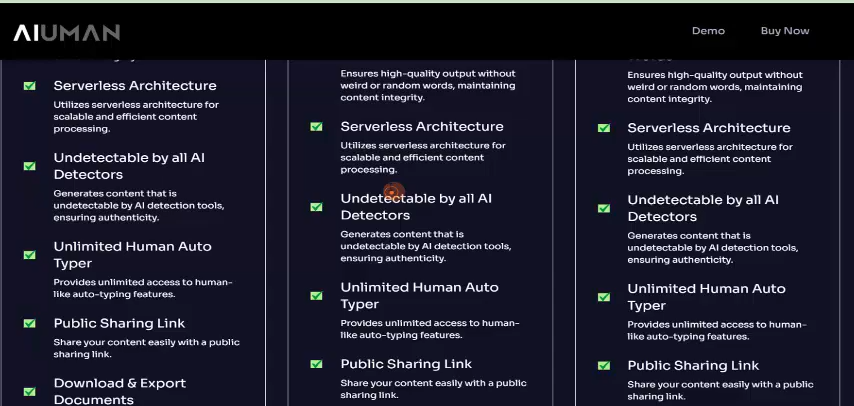 AIUMAN
Demo
Buy Now
Serverless Architecture
Utilizes serverless architecture for
scalable and efficient content
processing.
Undetectable by all AI
Detectors
Generates content that is
undetectable by AI detection tools,
ensuring authenticity.
Unlimited Human Auto
Typer
Provides unlimited access to human-
like auto-typing features.
Public Sharing Link
Share your content easily with a public
sharing link.
Download & Export
Documents
Ensures high-quality output without
weird or random words, maintaining
content integrity.
Serverless Architecture
Utilizes serverless architecture for
scalable and efficient content
processing.
Undetectable by all AI
Detectors
Generates content that is
undetectable by AI detection tools,
ensuring authenticity.
Unlimited Human Auto
Typer
Provides unlimited access to human-
like auto-typing features.
Public Sharing Link
Share your content easily with a public
sharing link.
Ensures high-quality output without
weird or random words, maintaining
content integrity.
Serverless Architecture
Utilizes serverless architecture for
scalable and efficient content
processing.
Undetectable by all AI
Detectors
Generates content that is
undetectable by AI detection tools,
ensuring authenticity.
Unlimited Human Auto
Typer
Provides unlimited access to human-
like auto-typing features.
Public Sharing Link
Share your content easily with a public
sharing link.